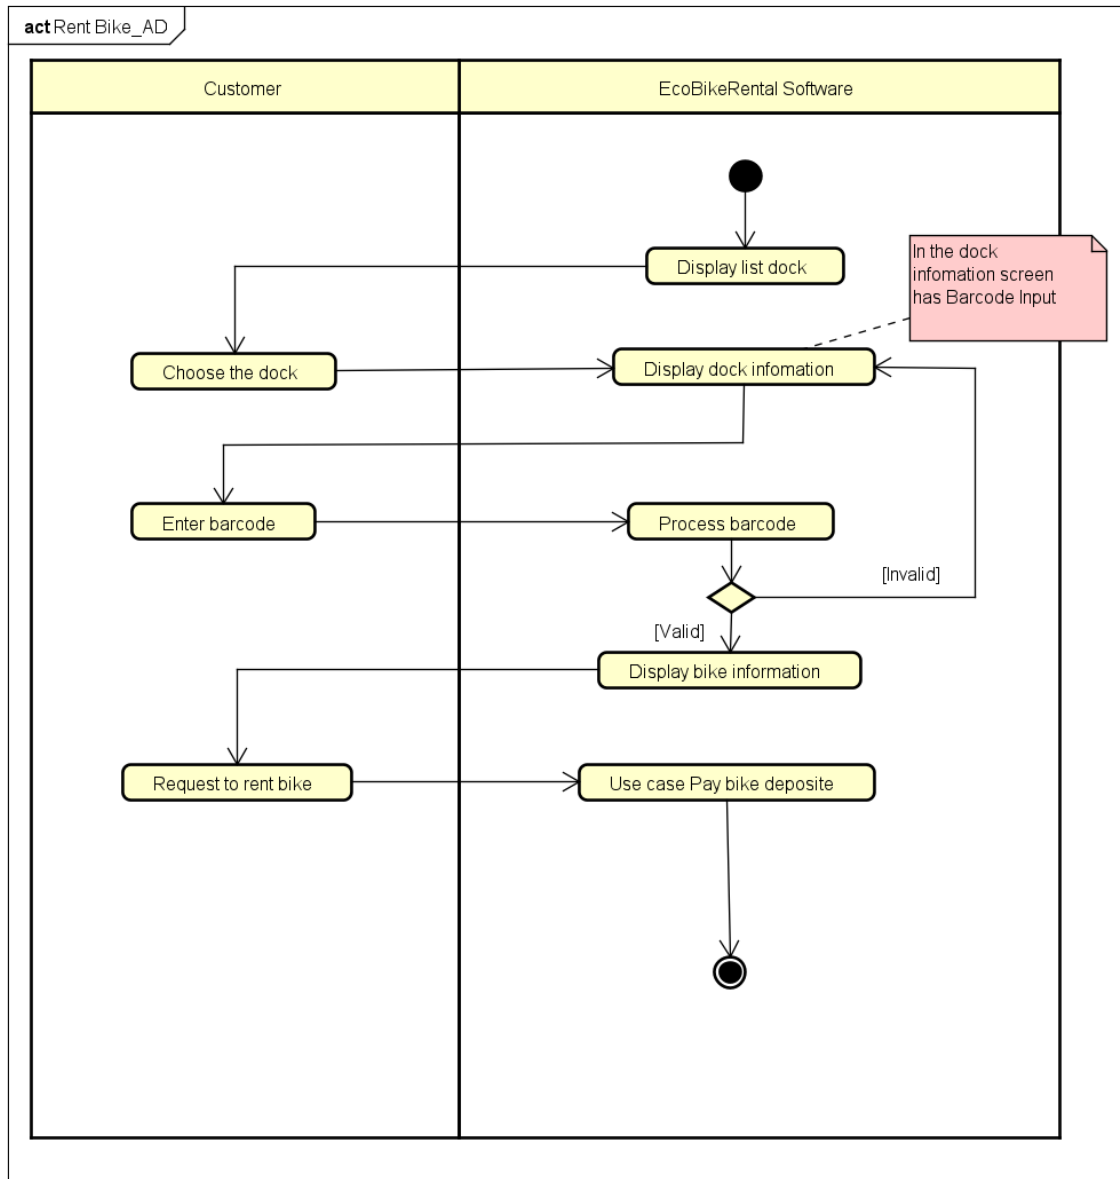 act Rent Bike_AD
Customer
EcoBikeRental Software
Display list dock
In the dock
infomation screen
has Barcode Input
Choose the dock
Display dock infomation
Enter barcode
Process barcode
[Invalid]
[Valid]
Display bike information
Request to rent bike
Use case Pay bike deposite